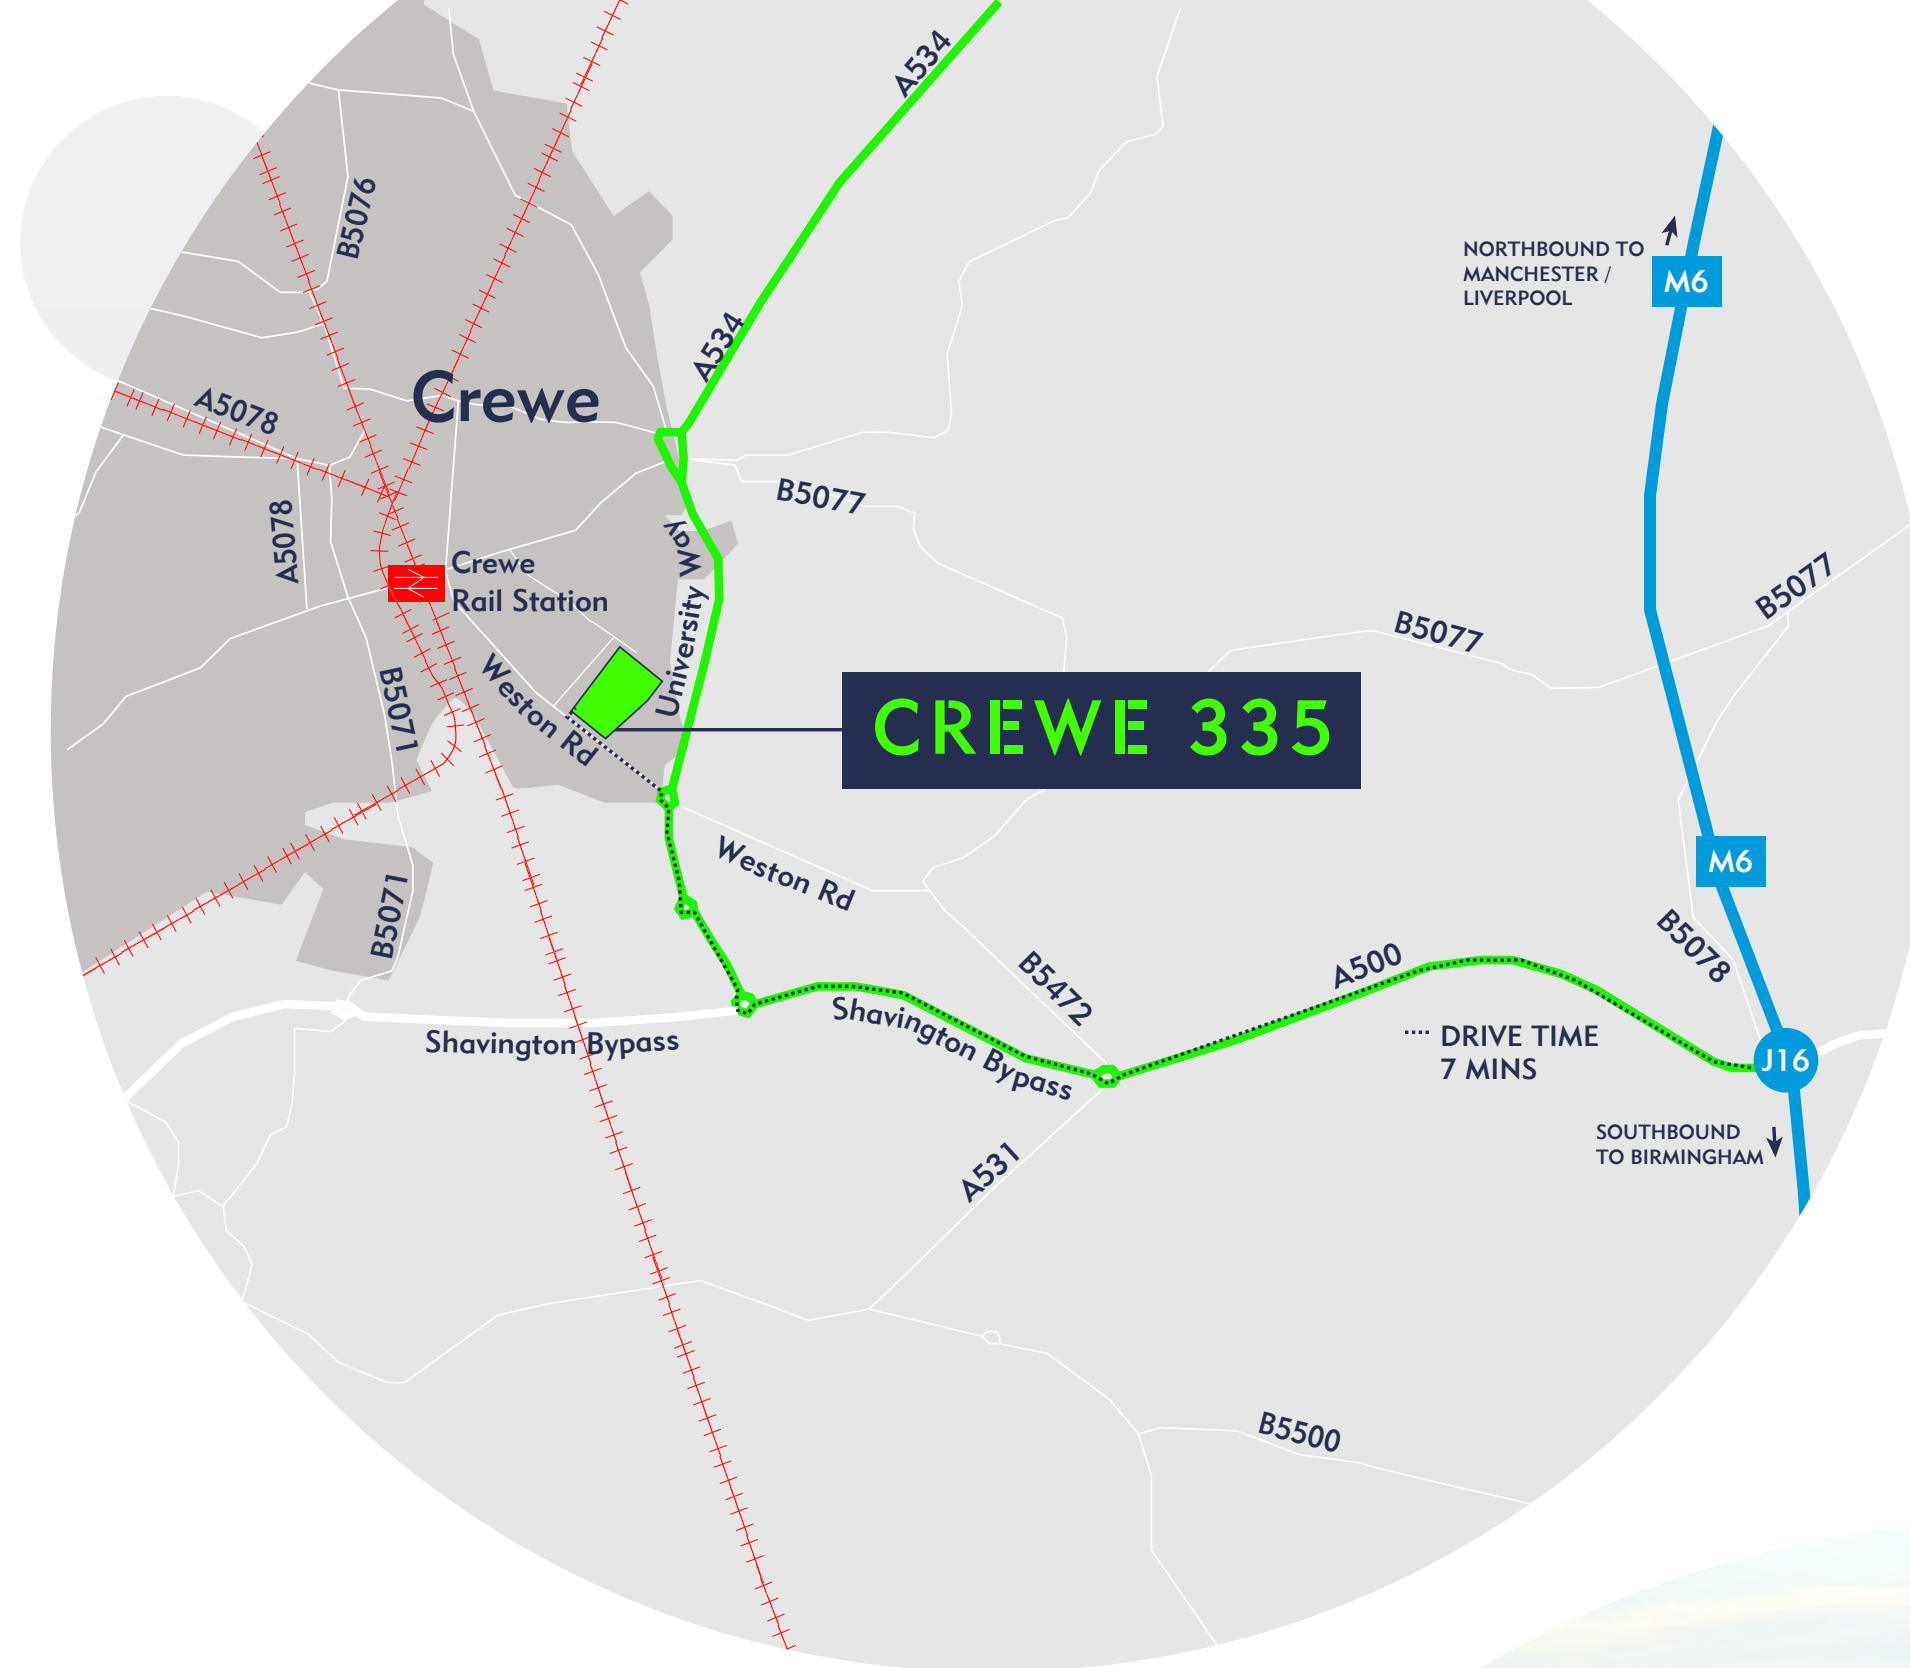 A534
B5076
NORTHBOUND TO
MANCHESTER /
LIVERPOOL
M6
A534
Crewe
A5078
B5077
A5078
University Way
Crewe
Rail Station
B5077
B5077
Weston Rd
B5071
CREWE 335
Weston Rd
M6
B5071
B5078
A500
B5472
Shavington Bypass
Shavington Bypass
DRIVE TIME
7 MINS
J16
SOUTHBOUND
TO BIRMINGHAM
A531
B5500